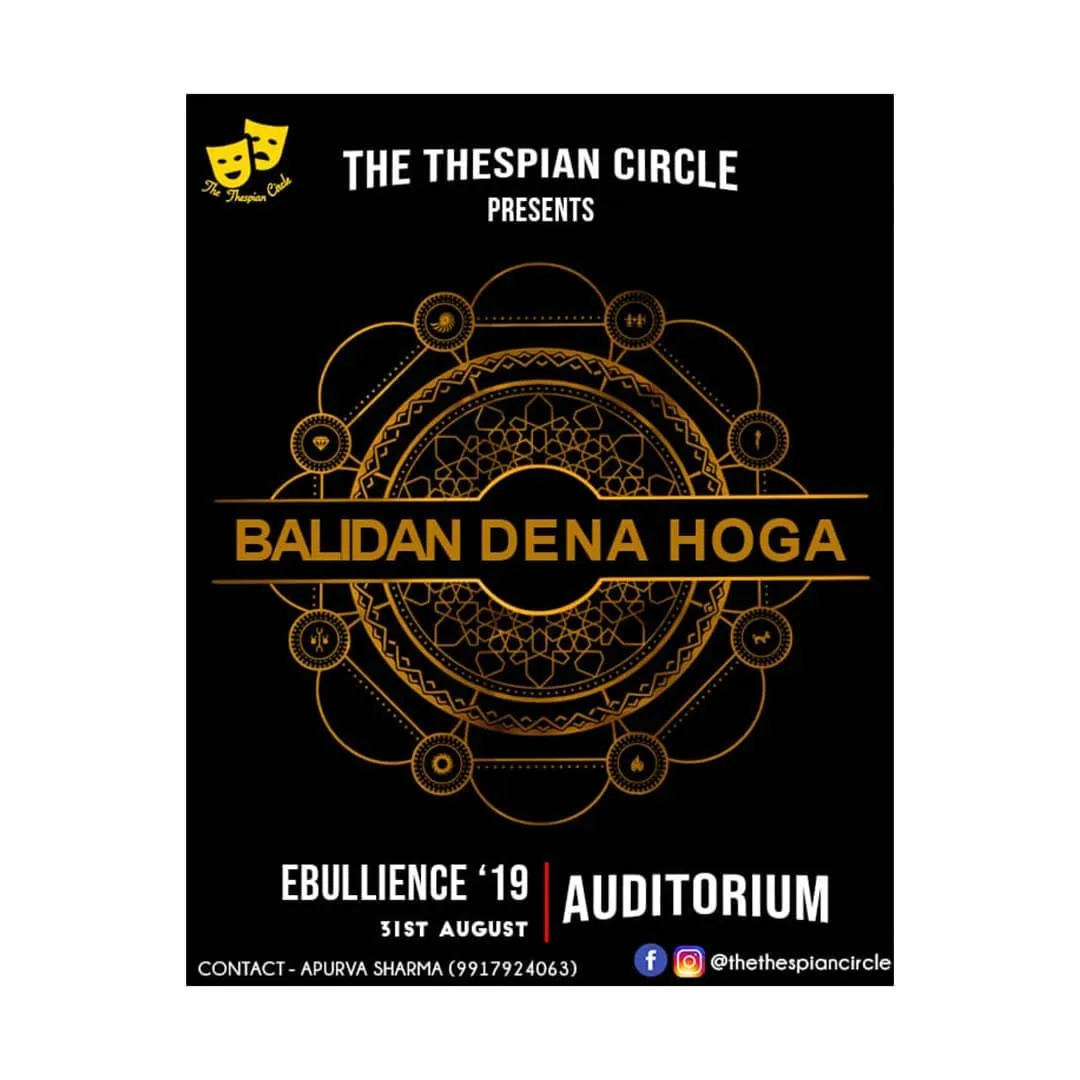 The Thespian Circle
THE THESPIAN CIRCLE
PRESENTS
BALIDAN DENA HOGA
EBULLIENCE ‘19
31ST AUGUST
AUDITORIUM
CONTACT - APURVA SHARMA (9917924063)
@thethespiancircle